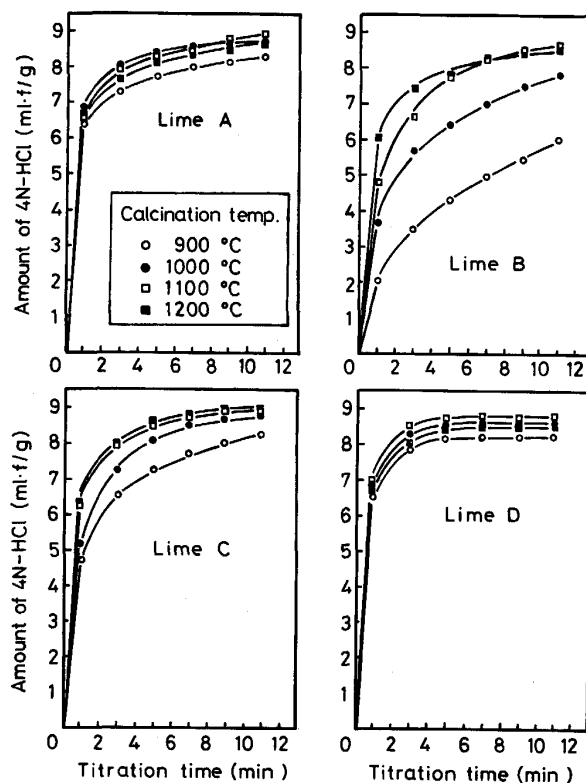 9
8
7
6
5
4
3
2
1
0
2 4 6 8 10 12
Amount of 4N-HCl (ml·f/g)
Lime A
Calcination temp.
○ 900 °C
● 1000 °C
□ 1100 °C
■ 1200 °C
9
8
7
6
5
4
3
2
1
0
2 4 6 8 10 12
Lime B
9
8
7
6
5
4
3
2
1
0
2 4 6 8 10 12
Amount of 4N-HCl (ml·f/g)
Lime C
Titration time (min)
9
8
7
6
5
4
3
2
1
0
2 4 6 8 10 12
Lime D
Titration time (min)